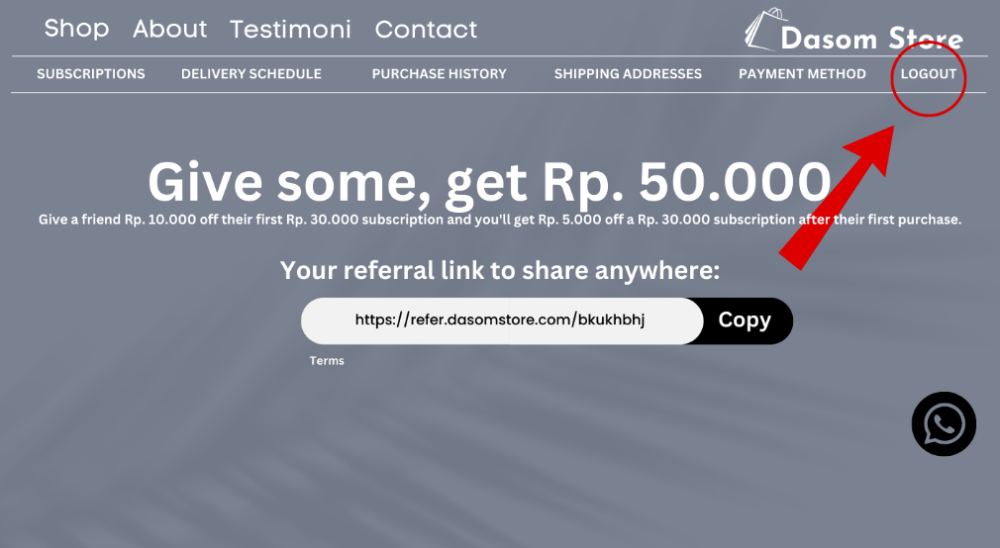 Shop About Testimoni Contact
Dasom Store
SUBSCRIPTIONS DELIVERY SCHEDULE PURCHASE HISTORY SHIPPING ADDRESSES PAYMENT METHOD LOGOUT
Give some, get Rp. 50.000
Give a friend Rp. 10.000 off their first Rp. 30.000 subscription and you'll get Rp. 5.000 off a Rp. 30.000 subscription after their first purchase.
Your referral link to share anywhere:
https://refer.dasomstore.com/bkukhbhj Copy
Terms